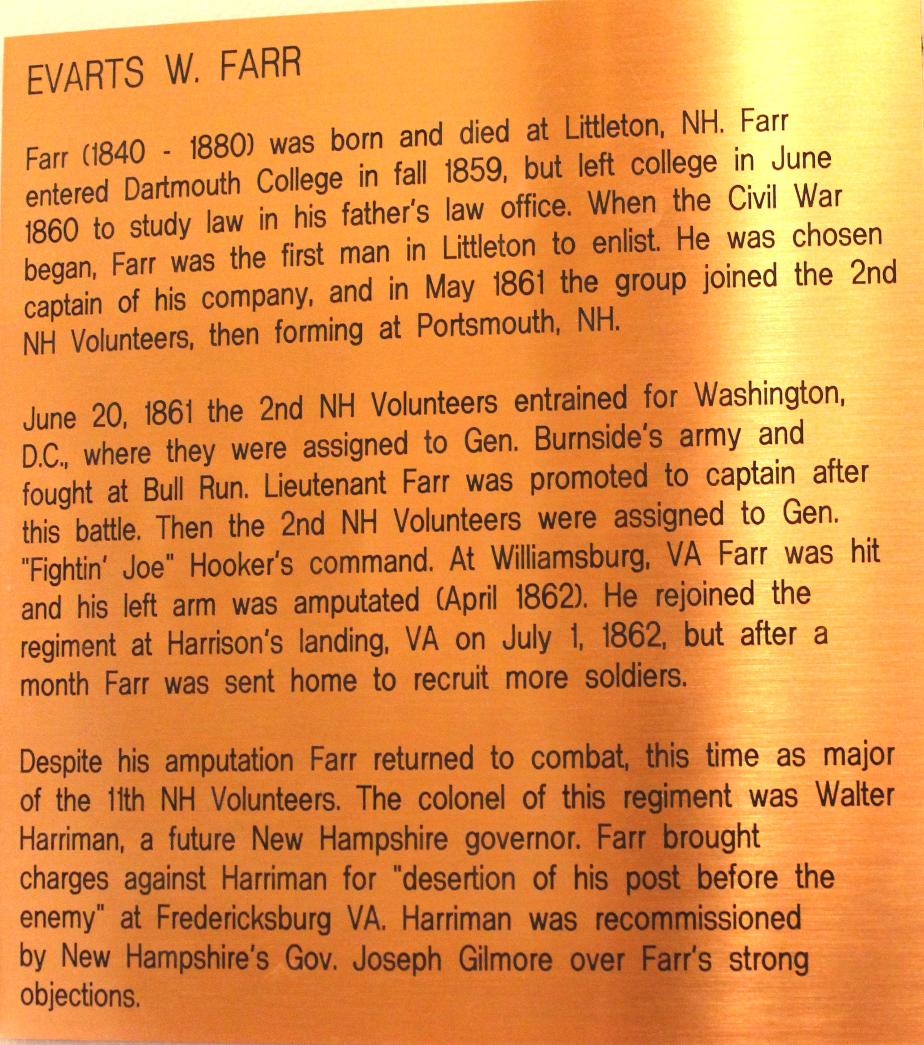 EVARTS W. FARR
Farr (1840 - 1880) was born and died at Littleton, NH. Farr
entered Dartmouth College in fall 1859, but left college in June
1860 to study law in his father's law office. When the Civil War
began, Farr was the first man in Littleton to enlist. He was chosen
captain of his company, and in May 1861 the group joined the 2nd
NH Volunteers, then forming at Portsmouth, NH.
June 20, 1861 the 2nd NH Volunteers entrained for Washington,
D.C., where they were assigned to Gen. Burnside's army and
fought at Bull Run. Lieutenant Farr was promoted to captain after
this battle. Then the 2nd NH Volunteers were assigned to Gen.
"Fightin' Joe" Hooker's command. At Williamsburg, VA Farr was hit
and his left arm was amputated (April 1862). He rejoined the
regiment at Harrison's landing, VA on July 1, 1862, but after a
month Farr was sent home to recruit more soldiers.
Despite his amputation Farr returned to combat, this time as major
of the 11th NH Volunteers. The colonel of this regiment was Walter
Harriman, a future New Hampshire governor. Farr brought
charges against Harriman for "desertion of his post before the
enemy" at Fredericksburg VA. Harriman was recommissioned
by New Hampshire's Gov. Joseph Gilmore over Farr's strong
objections.